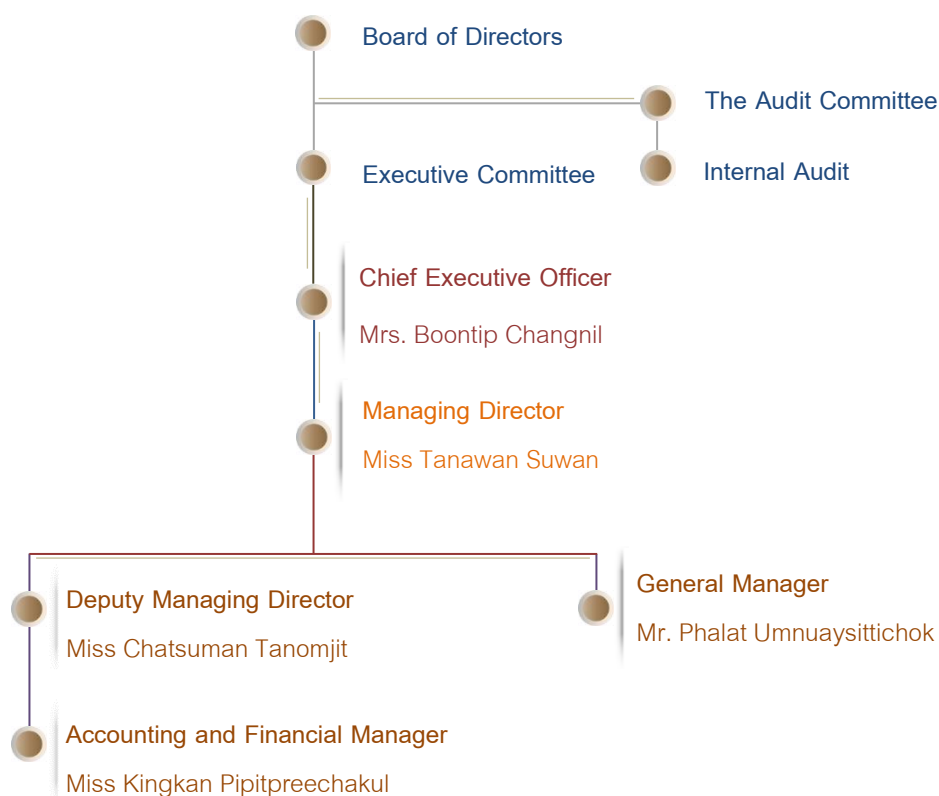 Board of Directors
The Audit Committee
Executive Committee
Internal Audit
Chief Executive Officer
Mrs. Boontip Changnil
Managing Director
Miss Tanawan Suwan
Deputy Managing Director
Miss Chatsuman Tanomjit
General Manager
Mr. Phalat Umnuaysittichok
Accounting and Financial Manager
Miss Kingkan Pipitpreechakul